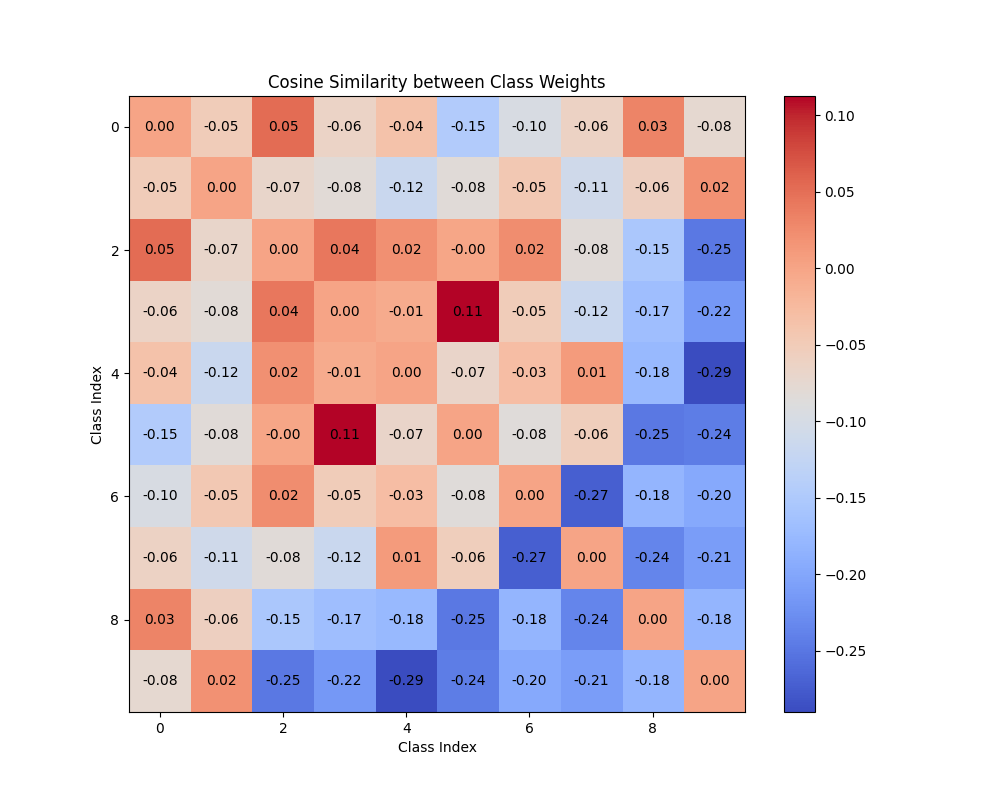 Cosine Similarity between Class Weights
0 0.00 -0.05 0.05 -0.06 -0.04 -0.15 -0.10 -0.06 0.03 -0.08
-0.05 0.00 -0.07 -0.08 -0.12 -0.08 -0.05 -0.11 -0.06 0.02
2 0.05 -0.07 0.00 0.04 0.02 -0.00 0.02 -0.08 -0.15 -0.25
-0.06 -0.08 0.04 0.00 -0.01 0.11 -0.05 -0.12 -0.17 -0.22
4 -0.04 -0.12 0.02 -0.01 0.00 -0.07 -0.03 0.01 -0.18 -0.29
-0.15 -0.08 -0.00 0.11 -0.07 0.00 -0.08 -0.06 -0.25 -0.24
6 -0.10 -0.05 0.02 -0.05 -0.03 -0.08 0.00 -0.27 -0.18 -0.20
-0.06 -0.11 -0.08 -0.12 0.01 -0.06 -0.27 0.00 -0.24 -0.21
8 0.03 -0.06 -0.15 -0.17 -0.18 -0.25 -0.18 -0.24 0.00 -0.18
-0.08 0.02 -0.25 -0.22 -0.29 -0.24 -0.20 -0.21 -0.18 0.00
0 2 4 6 8
Class Index
Class Index
0.10
0.05
0.00
−0.05
−0.10
−0.15
−0.20
−0.25